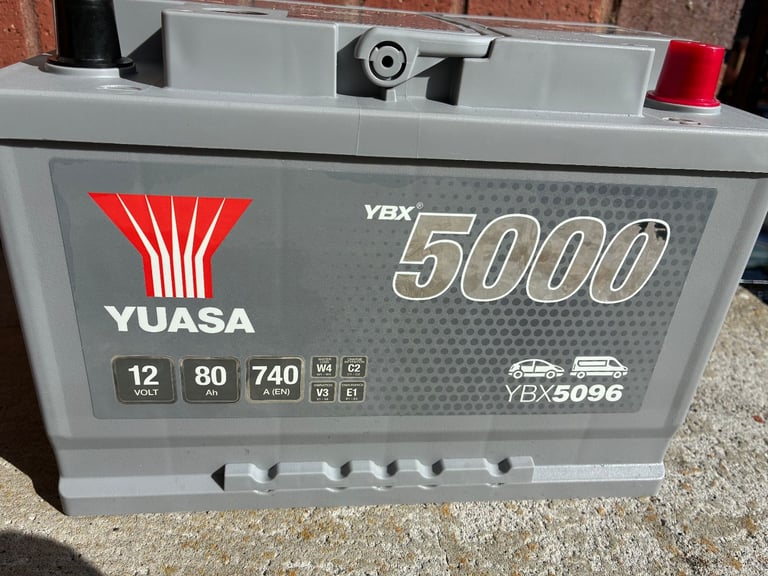 YBX®
5000
YUASA
12
VOLT
80
Ah
740
A (EN)
W4
C2
V3
E1
YBX5096